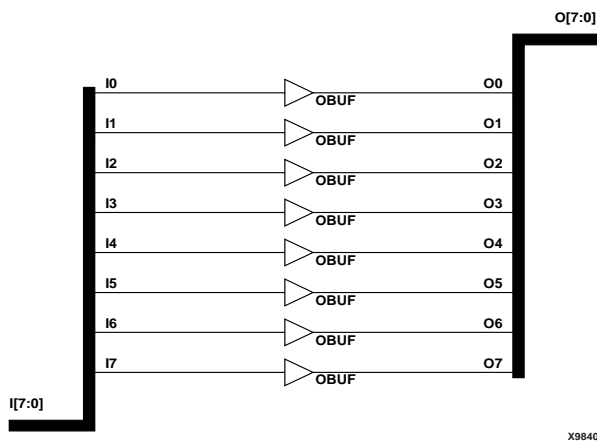 O[7:0]
I0 OBUF O0
I1 OBUF O1
I2 OBUF O2
I3 OBUF O3
I4 OBUF O4
I5 OBUF O5
I6 OBUF O6
I7 OBUF O7
I[7:0]
X9840